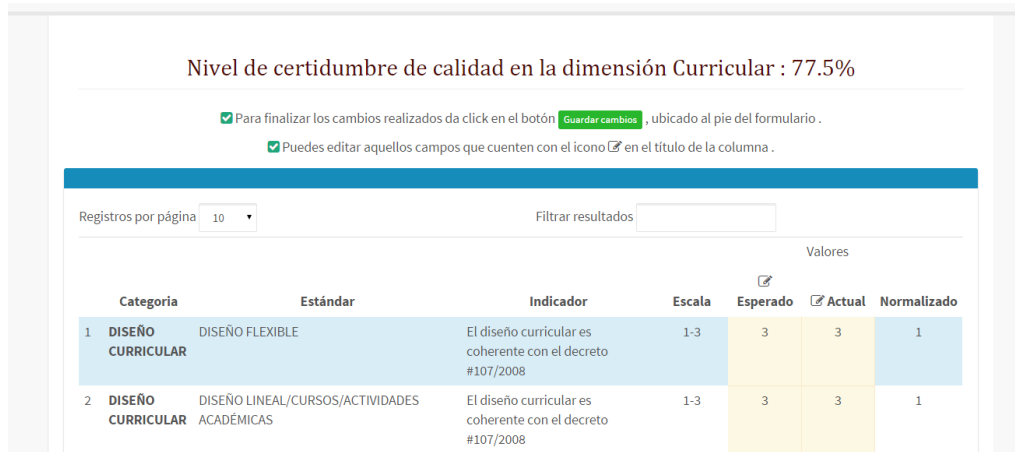 Nivel de certidumbre de calidad en la dimensión Curricular : 77.5%
Para finalizar los cambios realizados da click en el botón Guardar cambios , ubicado al pie del formulario .
Puedes editar aquellos campos que cuenten con el icono en el título de la columna .
Registros por página 10 Filtrar resultados
Valores
Categoria Estándar Indicador Escala Esperado Actual Normalizado
1 DISEÑO DISEÑO FLEXIBLE El diseño curricular es 1-3 3 3 1
CURRICULAR coherente con el decreto
#107/2008
2 DISEÑO DISEÑO LINEAL/CURSOS/ACTIVIDADES El diseño curricular es 1-3 3 3 1
CURRICULAR ACADÉMICAS coherente con el decreto
#107/2008